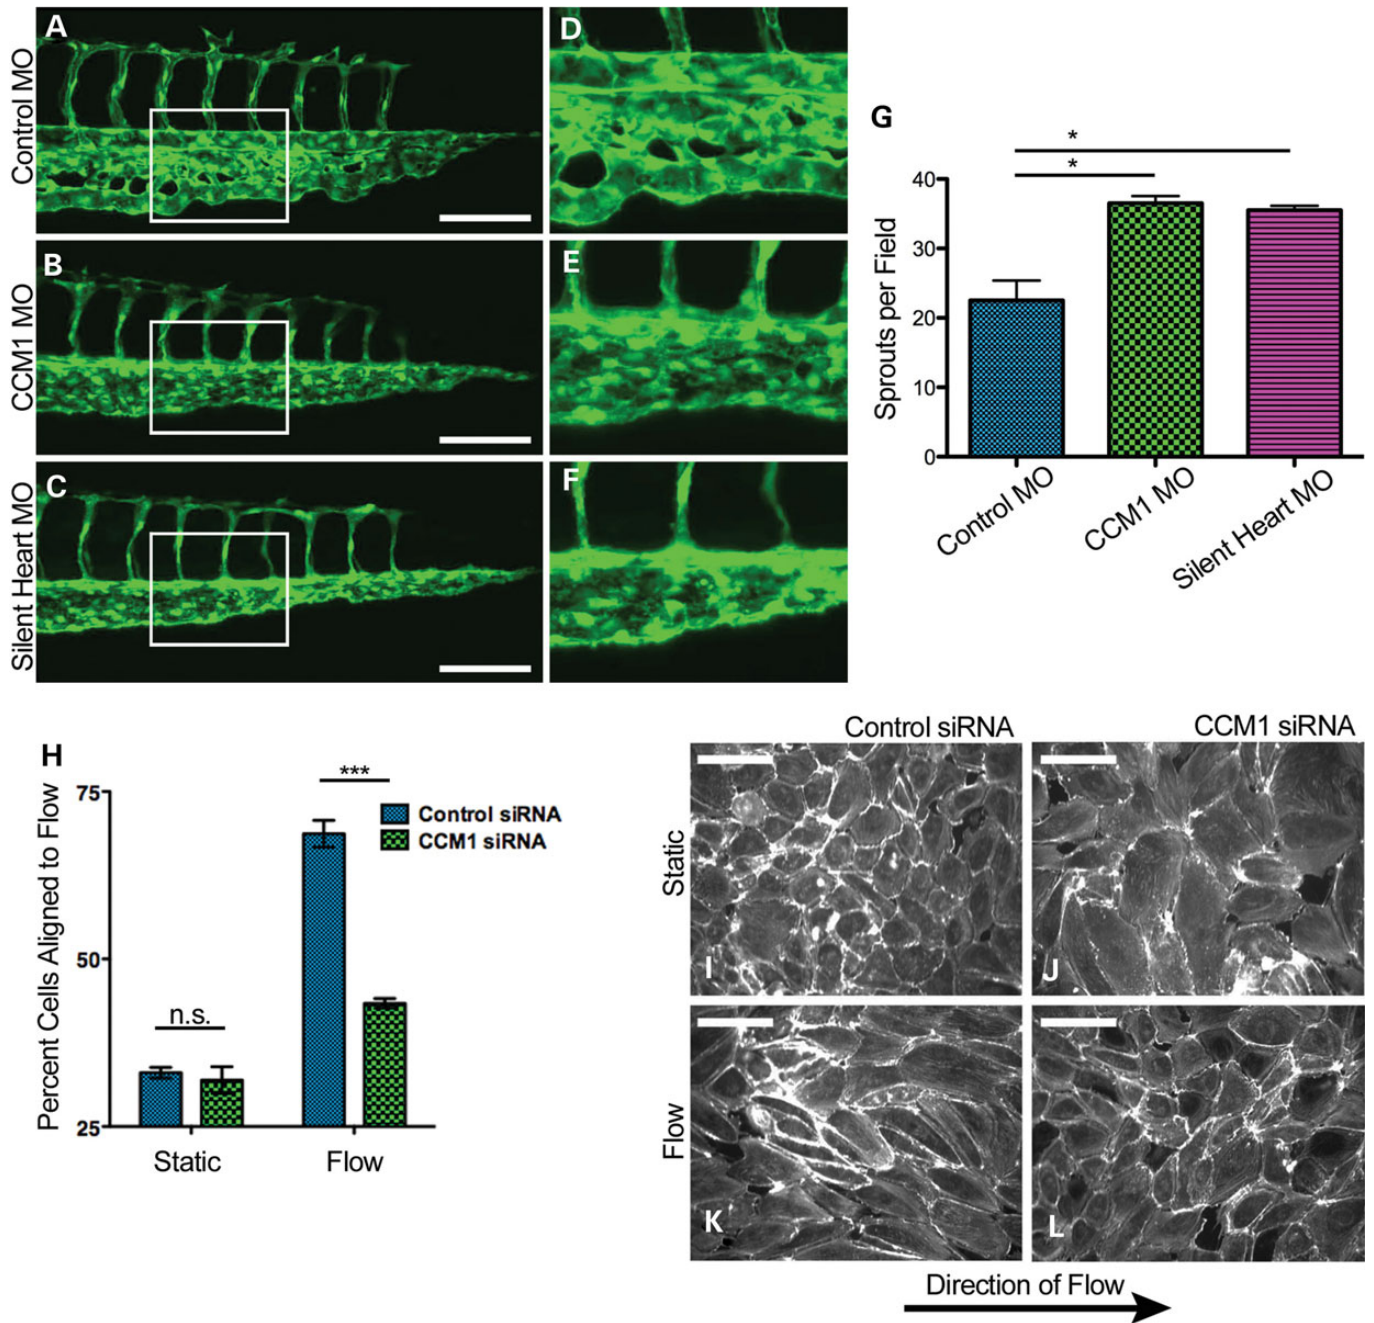 A
D
Control MO
G
*
*
40
30
20
10
0
Sprouts per Field
Control MO
CCM1 MO
Silent Heart MO
B
E
CCM1 MO
C
F
Silent Heart MO
H
75
50
25
Percent Cells Aligned to Flow
***
n.s.
Control siRNA
CCM1 siRNA
Static
Flow
Control siRNA
CCM1 siRNA
Static
I
J
Flow
K
L
Direction of Flow